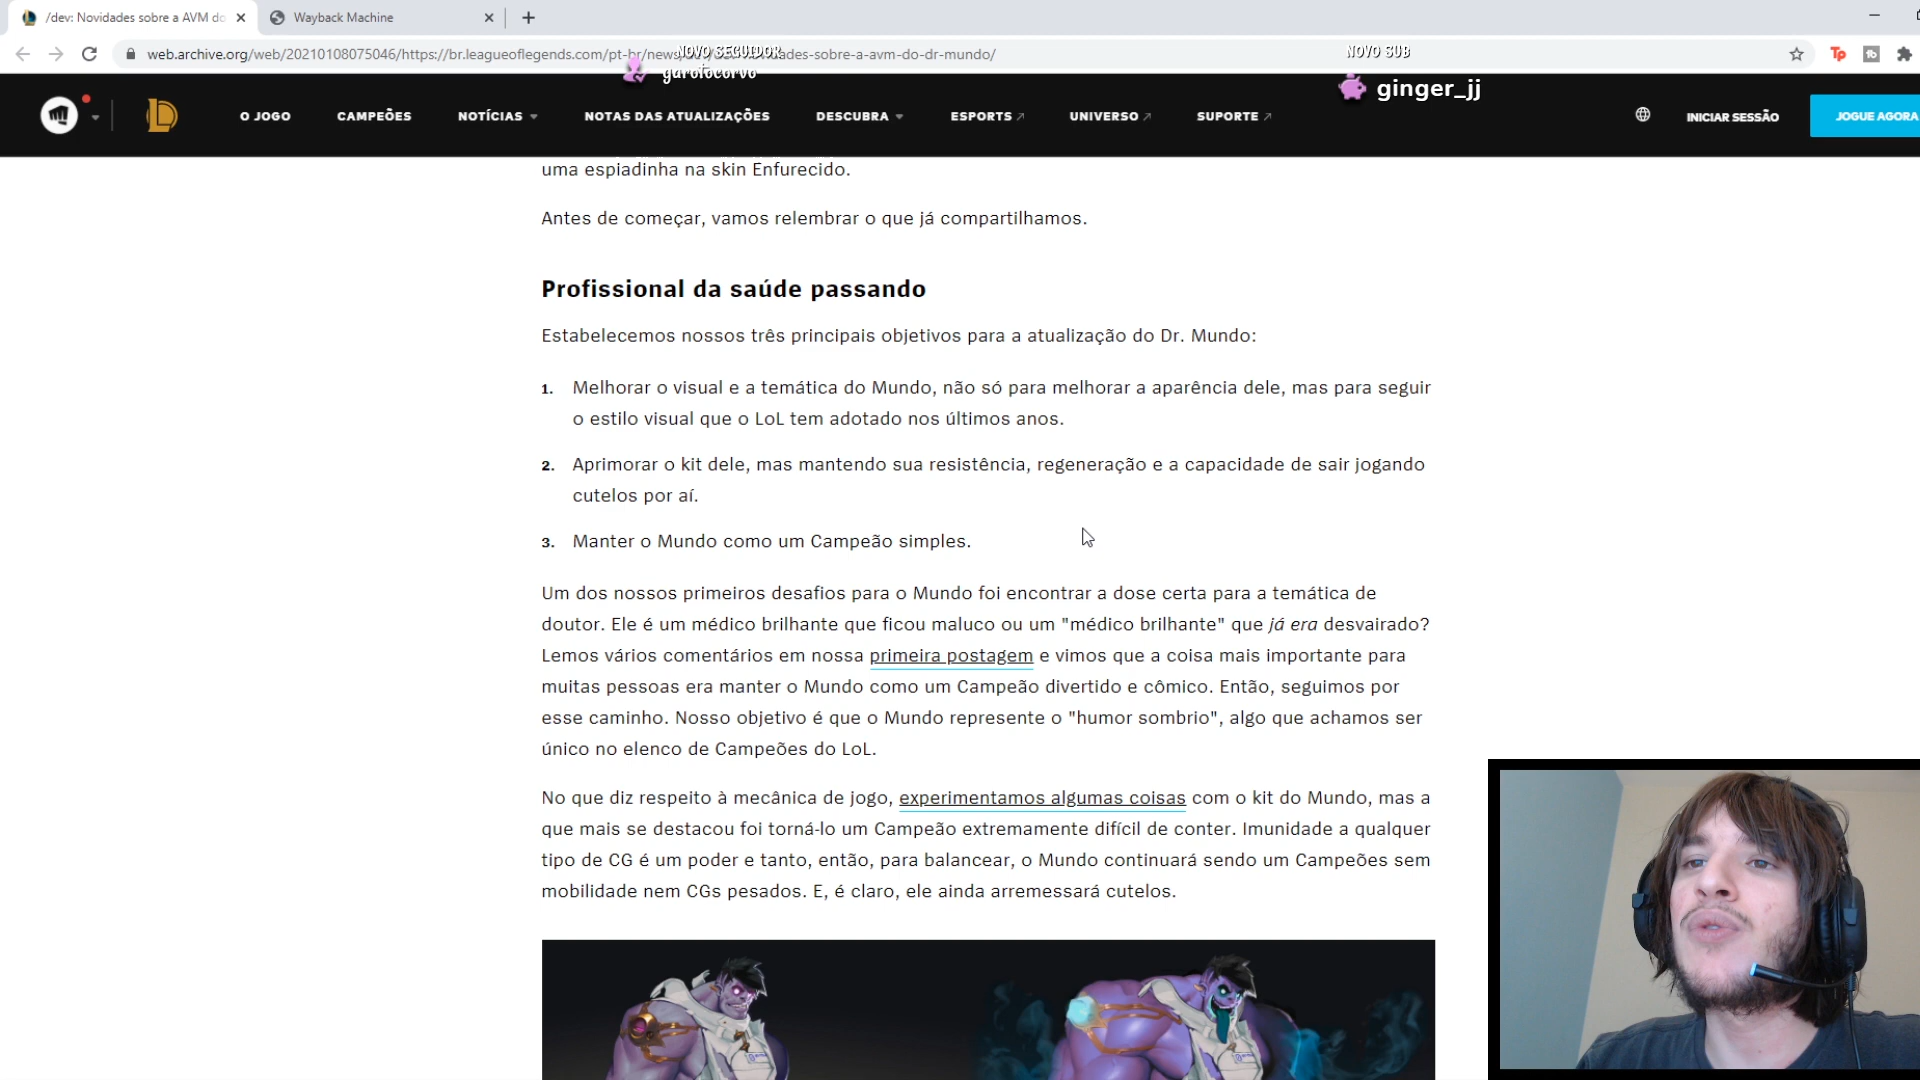 /dev: Novidades sobre a AVM do
Wayback Machine
web.archive.org/web/20210108075046/https://br.leagueoflegends.com/pt-br/news/ades-sobre-a-avm-do-dr-mundo/
NOVO SEGUIDOR
garotocorvo
NOVO SUB
ginger_jj
O JOGO
CAMPEÕES
NOTÍCIAS
NOTAS DAS ATUALIZAÇÕES
DESCUBRA
ESPORTS
UNIVERSO
SUPORTE
INICIAR SESSÃO
JOGUE AGORA
uma espiadinha na skin Enfurecido.
Antes de começar, vamos relembrar o que já compartilhamos.
Profissional da saúde passando
Estabelecemos nossos três principais objetivos para a atualização do Dr. Mundo:
1. Melhorar o visual e a temática do Mundo, não só para melhorar a aparência dele, mas para seguir
o estilo visual que o LoL tem adotado nos últimos anos.
2. Aprimorar o kit dele, mas mantendo sua resistência, regeneração e a capacidade de sair jogando
cutelos por aí.
3. Manter o Mundo como um Campeão simples.
Um dos nossos primeiros desafios para o Mundo foi encontrar a dose certa para a temática de
doutor. Ele é um médico brilhante que ficou maluco ou um "médico brilhante" que já era desvairado?
Lemos vários comentários em nossa primeira postagem e vimos que a coisa mais importante para
muitas pessoas era manter o Mundo como um Campeão divertido e cômico. Então, seguimos por
esse caminho. Nosso objetivo é que o Mundo represente o "humor sombrio", algo que achamos ser
único no elenco de Campeões do LoL.
No que diz respeito à mecânica de jogo, experimentamos algumas coisas com o kit do Mundo, mas a
que mais se destacou foi torná-lo um Campeão extremamente difícil de conter. Imunidade a qualquer
tipo de CG é um poder e tanto, então, para balancear, o Mundo continuará sendo um Campeões sem
mobilidade nem CGs pesados. E, é claro, ele ainda arremessará cutelos.